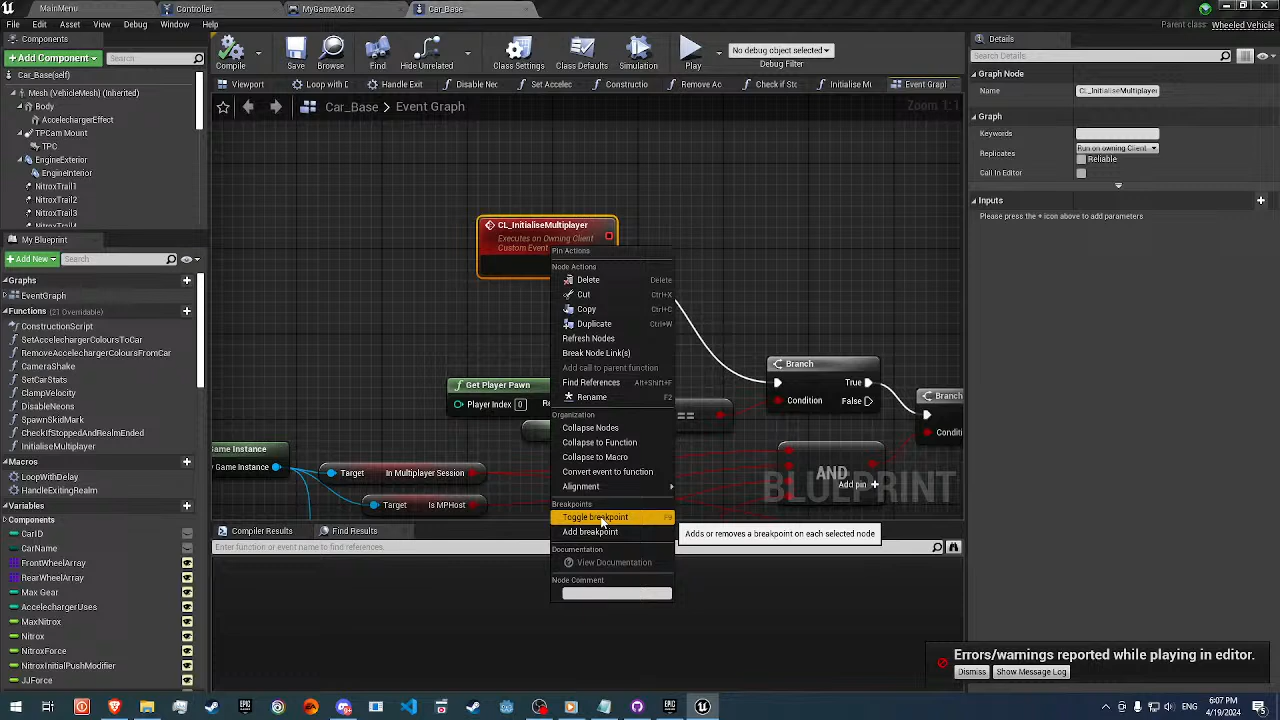 MainMenu
Controller
MyGameMode
Car_Base
File
Edit
Asset
View
Debug
Window
Help
Parent class: Wheeled Vehicle
Components
+ Add Component
Search
Car_Base(self)
Mesh (VehicleMesh) (Inherited)
Body
AccelechargerEffect
TPCam Mount
TPC
EngineExterior
EngineInterior
NitroxTrail1
NitroxTrail2
NitroxTrail3
NitroxTrail4
My Blueprint
+ Add New
Search
Graphs
EventGraph
Functions (21 Overridable)
ConstructionScript
SetAccelechargerColoursToCar
RemoveAccelechargerColoursFromCar
CameraShake
SetCarStats
ClampVelocity
DisableNeons
SpawnSkidMark
CheckIfStoppedAndRealmEnded
InitialiseMultiplayer
Macros
LoopWithDelay
HandleExitingRealm
Variables
Components
CarID
CarName
FrontWheelArray
RearWheelArray
Max Gear
AccelechargerUses
MaxNitrox
Nitrox
NitroxForce
NitroxInitialPushModifier
JJForce
Compile
Save
Browse
Find
Hide Unrelated
Class Settings
Class Defaults
Simulation
Play
No debug object selected
Debug Filter
Viewport
Loop with D
Handle Exit
Disable Nec
Set Accelec
Constructio
Remove Ac
Check if Sto
Initialise M
Event Graph
Car_Base > Event Graph
Zoom 1:1
CL_InitialiseMultiplayer
Executes on Owning Client
Custom Event
Pin Actions
Node Actions
Delete Delete
Cut Ctrl+X
Copy Ctrl+C
Duplicate Ctrl+W
Refresh Nodes
Break Node Link(s)
Add call to parent function
Find References Alt+Shift+F
Rename F2
Organization
Collapse Nodes
Collapse to Function
Collapse to Macro
Convert event to function
Alignment
Breakpoints
Toggle breakpoint F9
Add breakpoint
Documentation
View Documentation
Node Comment
Adds or removes a breakpoint on each selected node
Get Player Pawn
Player Index 0
Re
==
Branch
True
Condition
False
Branch
Conditi
Game Instance
Game Instance
Target In Multiplayer Session
Target Is MPHost
AND
Add pin +
BLUEPRINT
Compiler Results
Find Results
Enter function or event name to find references...
Details
Search Details
Graph Node
Name CL_InitialiseMultiplayer
Graph
Keywords
Replicates Run on owning Client
Reliable
Call In Editor
Inputs
Please press the + icon above to add parameters
Errors/warnings reported while playing in editor.
Dismiss
Show Message Log
6:07 PM
4/19/2024